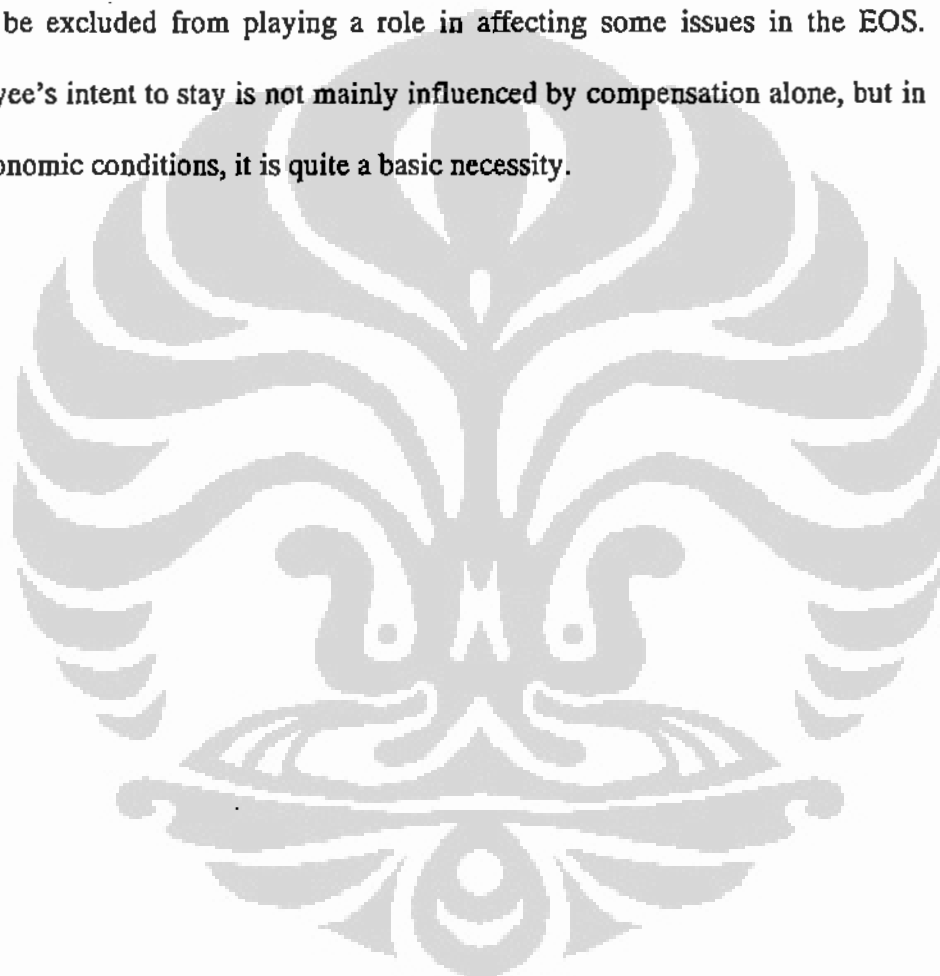 be excluded from playing a role in affecting some issues in the EOS.
yee's intent to stay is not mainly influenced by compensation alone, but in
onomic conditions, it is quite a basic necessity.